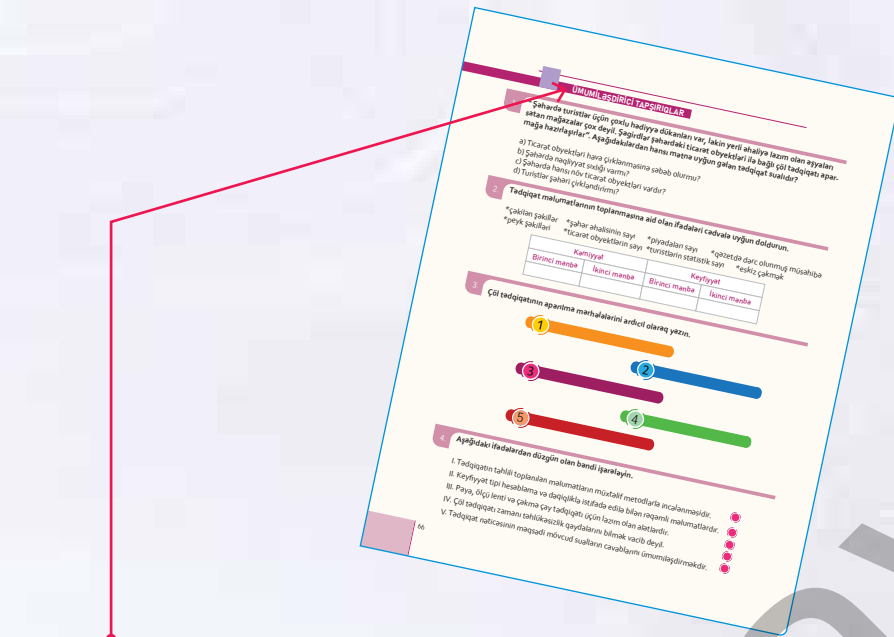 ÜMUMİLƏŞDİRİCİ TAPŞIRIQLAR
1.
"Şəhərdə turistlər üçün çoxlu hədiyyə dükanları var, lakin yerli əhaliyə lazım olan əşyaları
satan mağazalar çox deyil. Şagirdlər şəhərdəki ticarət obyektləri ilə bağlı çöl tədqiqatı apar-
mağa hazırlaşırlar". Aşağıdakılardan hansı mətnə uyğun gələn tədqiqat sualıdır?
a) Ticarət obyektləri hava çirklənməsinə səbəb olurmu?
b) Şəhərdə nəqliyyat sıxlığı varmı?
c) Şəhərdə hansı növ ticarət obyektləri vardır?
d) Turistlər şəhəri çirkləndirirmi?
2.
Tədqiqat məlumatlarının toplanmasına aid olan ifadələri cədvələ uyğun doldurun.
*çəkilən şəkillər *şəhər əhalisinin sayı *piyadaları sayı *qəzetdə dərc olunmuş müsahibə
*peyk şəkilləri *ticarət obyektlərin sayı *turistlərin statistik sayı *eskiz çəkmək
Kəmiyyət Keyfiyyət
Birinci mənbə İkinci mənbə Birinci mənbə İkinci mənbə
3.
Çöl tədqiqatının aparılma mərhələlərini ardıcıl olaraq yazın.
1
2
3
4
5
4.
Aşağıdakı ifadələrdən düzgün olan bəndi işarələyin.
I. Tədqiqatın təhlili toplanılan məlumatların müxtəlif metodlarla incələnməsidir.
II. Keyfiyyət tipi hesablama və dəqiqliklə istifadə edilə bilən rəqəmli məlumatlardır.
III. Paya, ölçü lenti və çəkmə çay tədqiqatı üçün lazım olan alətlərdir.
IV. Çöl tədqiqatı zamanı təhlükəsizlik qaydalarını bilmək vacib deyil.
V. Tədqiqat nəticəsinin məqsədi mövcud sualların cavablarını ümumiləşdirməkdir.
66